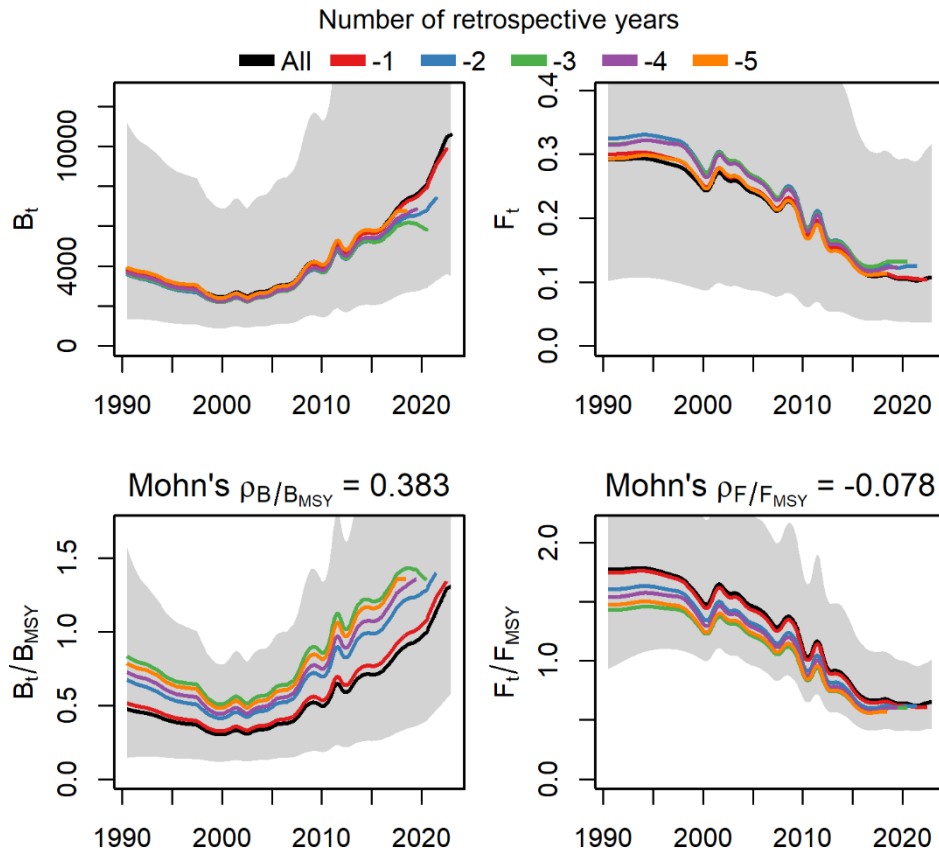 Number of retrospective years
All -1 -2 -3 -4 -5
Bt
0 4000 10000
1990 2000 2010 2020
Ft
0.0 0.1 0.2 0.3 0.4
1990 2000 2010 2020
Mohn's ρB/BMSY = 0.383
Bt/BMSY
0.0 0.5 1.0 1.5
1990 2000 2010 2020
Mohn's ρF/FMSY = -0.078
Ft/FMSY
0.0 1.0 2.0
1990 2000 2010 2020